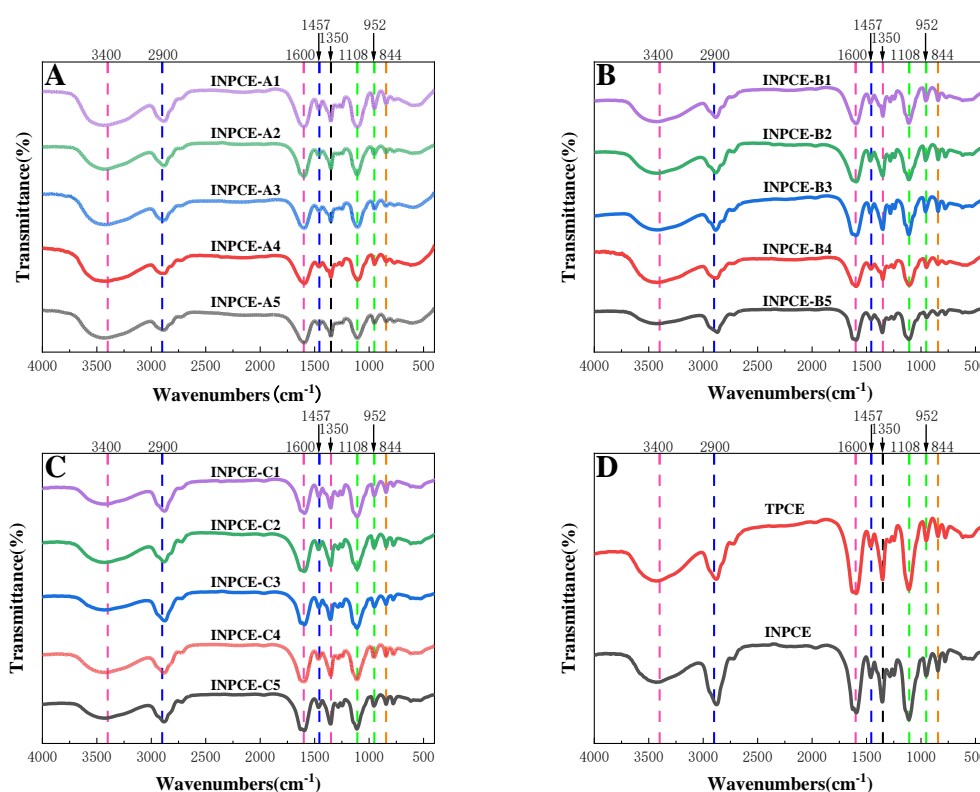 1457 952
1350
3400 2900 1600 1108 844
A
INPCE-A1
INPCE-A2
INPCE-A3
INPCE-A4
INPCE-A5
Transmittance(%)
4000 3500 3000 2500 2000 1500 1000 500
Wavenumbers(cm-1)
1457 952
1350
3400 2900 1600 1108 844
B
INPCE-B1
INPCE-B2
INPCE-B3
INPCE-B4
INPCE-B5
Transmittance(%)
4000 3500 3000 2500 2000 1500 1000 500
Wavenumbers(cm-1)
1457 952
1350
3400 2900 1600 1108 844
C
INPCE-C1
INPCE-C2
INPCE-C3
INPCE-C4
INPCE-C5
Transmittance(%)
4000 3500 3000 2500 2000 1500 1000 500
Wavenumbers(cm-1)
1457 952
1350
3400 2900 1600 1108 844
D
TPCE
INPCE
Transmittance(%)
4000 3500 3000 2500 2000 1500 1000 500
Wavenumbers(cm-1)